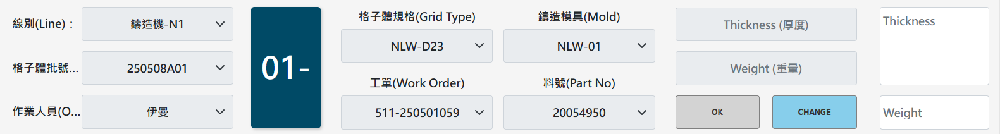 線別(Line)：
鑄造機-N1
格子體批號...
250508A01
作業人員(O...
伊曼
01-
格子體規格(Grid Type)
NLW-D23
鑄造模具(Mold)
NLW-01
工單(Work Order)
511-250501059
料號(Part No)
20054950
Thickness (厚度)
Weight (重量)
OK
CHANGE
Thickness
Weight